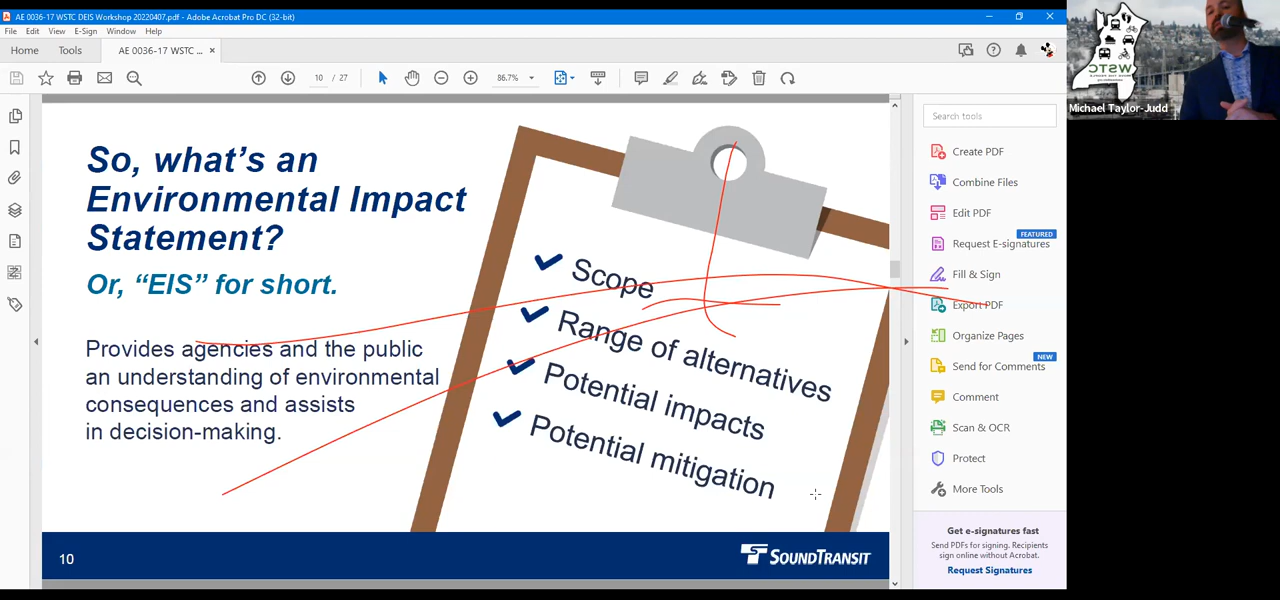 AE 0036-17 WSTC DEIS Workshop 20220407.pdf - Adobe Acrobat Pro DC (32-bit)
File Edit View E-Sign Window Help
Home Tools AE 0036-17 WSTC ... ×
10 / 27 86.7%
So, what's an
Environmental Impact
Statement?
Or, "EIS" for short.
Provides agencies and the public
an understanding of environmental
consequences and assists
in decision-making.
Scope
Range of alternatives
Potential impacts
Potential mitigation
10
SOUNDTRANSIT
Search tools
Create PDF
Combine Files
Edit PDF
FEATURED
Request E-signatures
Fill & Sign
Export PDF
Organize Pages
NEW
Send for Comments
Comment
Scan & OCR
Protect
More Tools
Get e-signatures fast
Send PDFs for signing. Recipients
sign online without Acrobat.
Request Signatures
WSTC
Michael Taylor-Judd